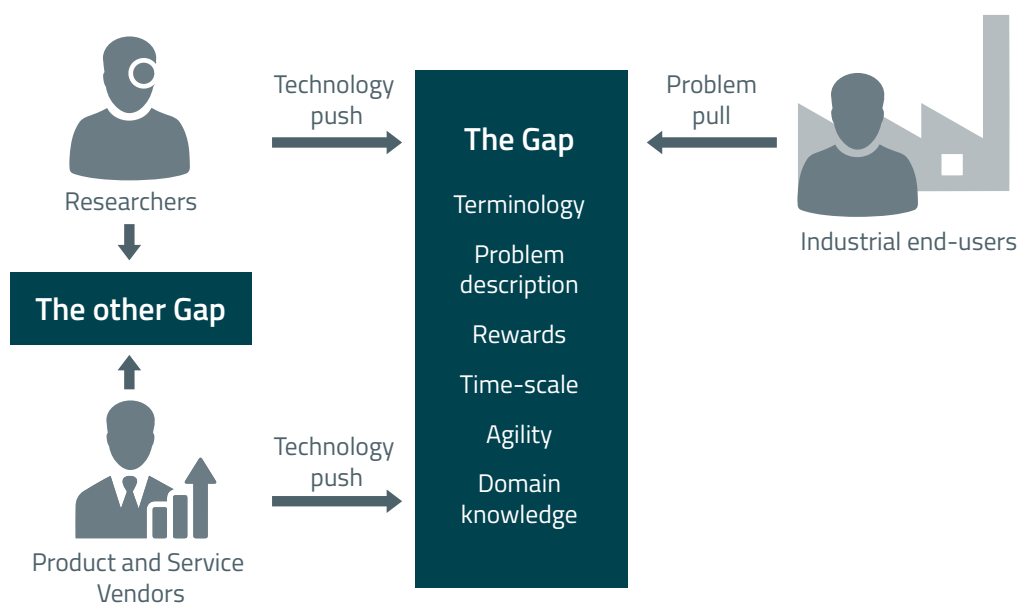 Technology
push
Researchers
The other Gap
Technology
push
Product and Service
Vendors
The Gap
Terminology
Problem
description
Rewards
Time-scale
Agility
Domain
knowledge
Problem
pull
Industrial end-users